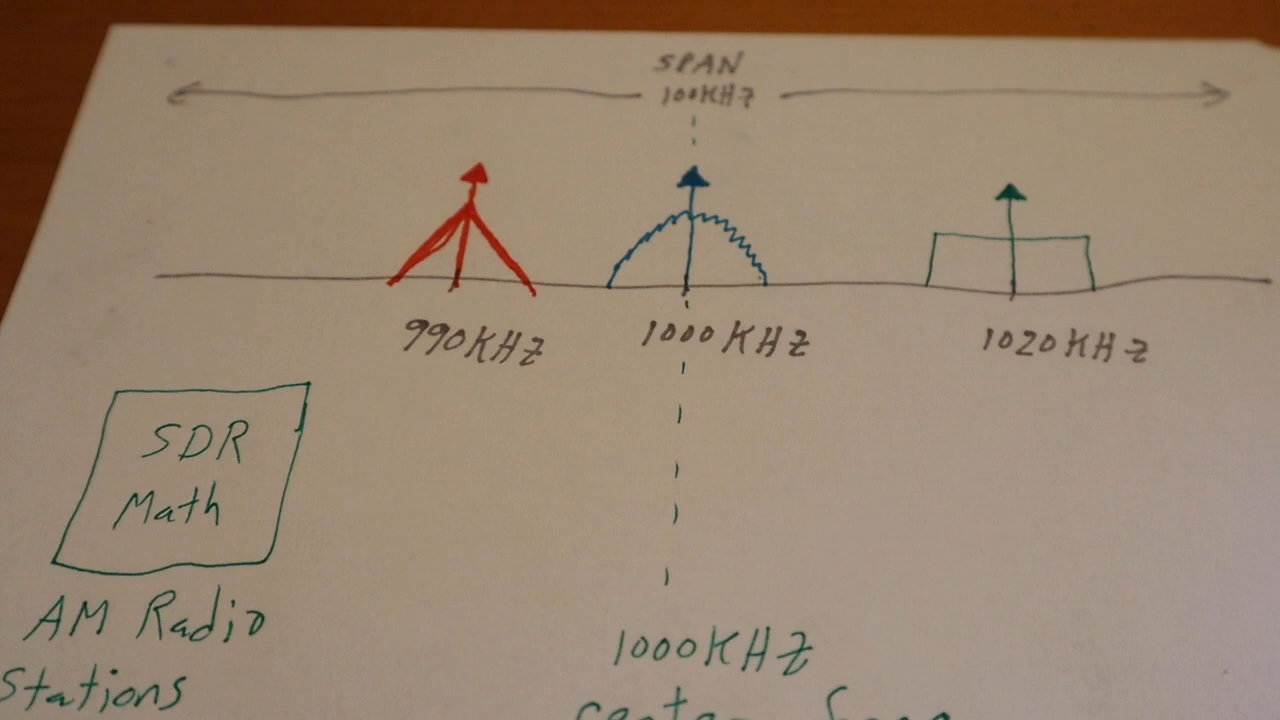 SPAN
100KHZ
990KHZ
1000KHZ
1020KHZ
SDR
Math
AM Radio
Stations
1000KHZ